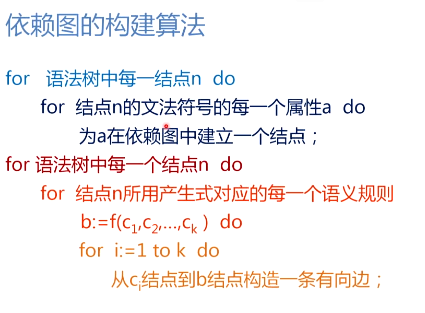 依赖图的构建算法
for 语法树中每一结点n do
for 结点n的文法符号的每一个属性a do
为a在依赖图中建立一个结点；
for 语法树中每一个结点n do
for 结点n所用产生式对应的每一个语义规则
b:=f(c₁,c₂,...,cₖ ) do
for i:=1 to k do
从cᵢ结点到b结点构造一条有向边；